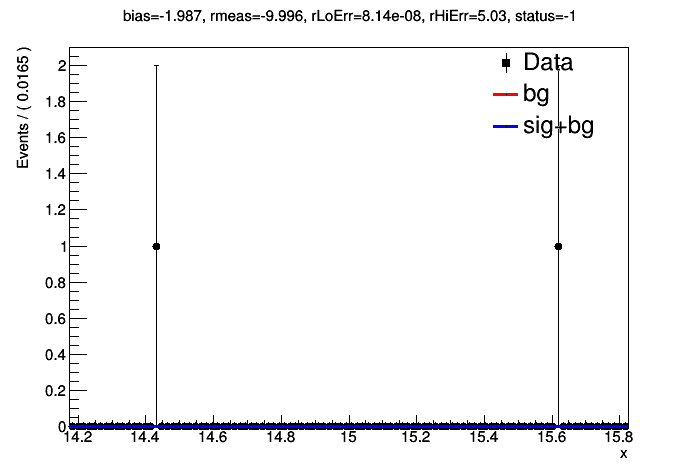 bias=-1.987, rmeas=-9.996, rLoErr=8.14e-08, rHiErr=5.03, status=-1
Events / ( 0.0165 )
2
1.8
1.6
1.4
1.2
1
0.8
0.6
0.4
0.2
0
Data
bg
sig+bg
14.2 14.4 14.6 14.8 15 15.2 15.4 15.6 15.8
x